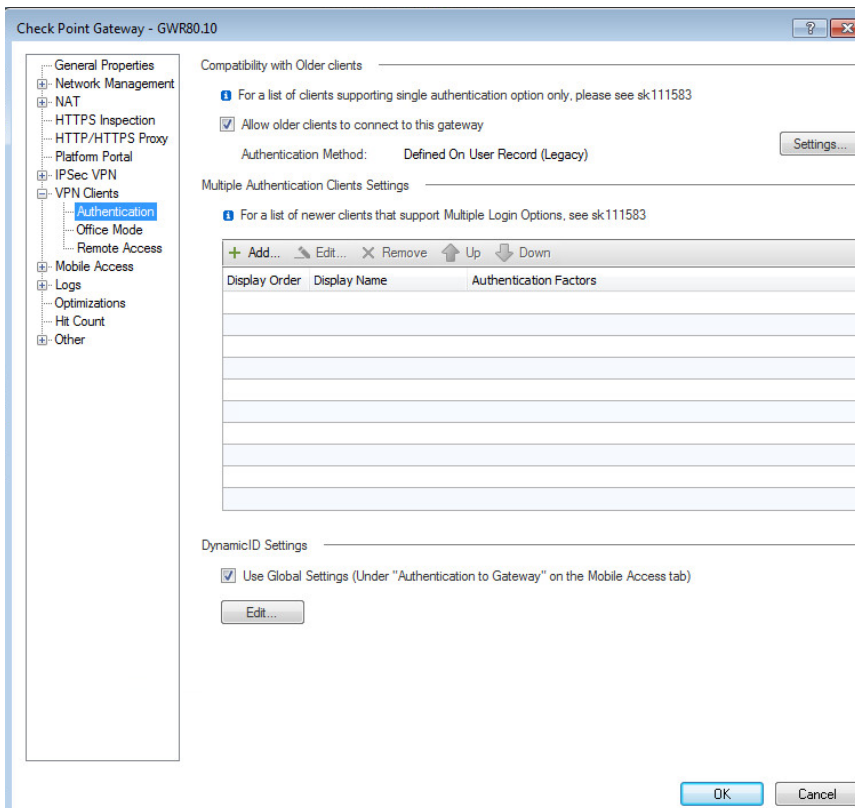 Check Point Gateway - GWR80.10
General Properties
Network Management
NAT
HTTPS Inspection
HTTP/HTTPS Proxy
Platform Portal
IPSec VPN
VPN Clients
Authentication
Office Mode
Remote Access
Mobile Access
Logs
Optimizations
Hit Count
Other
Compatibility with Older clients
For a list of clients supporting single authentication option only, please see sk111583
Allow older clients to connect to this gateway
Authentication Method: Defined On User Record (Legacy)
Settings...
Multiple Authentication Clients Settings
For a list of newer clients that support Multiple Login Options, see sk111583
Add... Edit... Remove Up Down
Display Order Display Name Authentication Factors
DynamicID Settings
Use Global Settings (Under "Authentication to Gateway" on the Mobile Access tab)
Edit...
OK Cancel